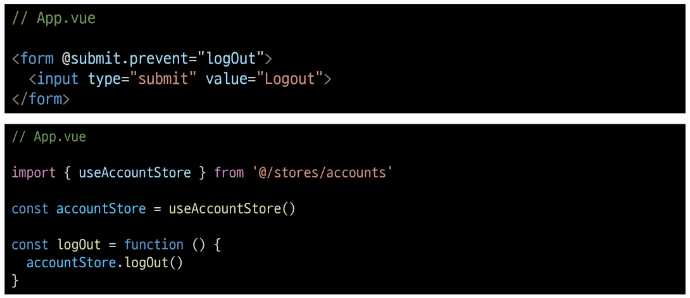 // App.vue
<form @submit.prevent="logOut">
<input type="submit" value="Logout">
</form>
// App.vue
import { useAccountStore } from '@/stores/accounts'
const accountStore = useAccountStore()
const logOut = function () {
accountStore.logOut()
}